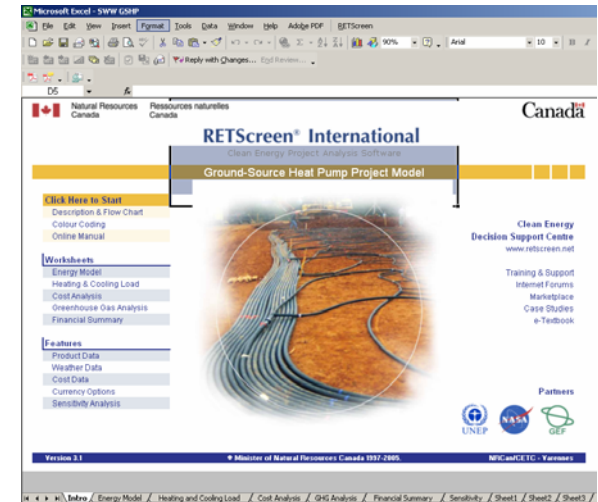 Microsoft Excel - SWW GSHP
File Edit View Insert Format Tools Data Window Help Adobe PDF RETScreen
90% Arial 10 B I
Reply with Changes... End Review...
D5 fx
Natural Resources Canada Ressources naturelles Canada
Canada
RETScreen® International
Clean Energy Project Analysis Software
Ground-Source Heat Pump Project Model
Click Here to Start
Description & Flow Chart
Colour Coding
Online Manual
Worksheets
Energy Model
Heating & Cooling Load
Cost Analysis
Greenhouse Gas Analysis
Financial Summary
Features
Product Data
Weather Data
Cost Data
Currency Options
Sensitivity Analysis
Clean Energy
Decision Support Centre
www.retscreen.net
Training & Support
Internet Forums
Marketplace
Case Studies
e-Textbook
Partners
UNEP NASA GEF
Version 3.1 © Minister of Natural Resources Canada 1997-2005. NRCan/CETC - Varennes
Intro / Energy Model / Heating and Cooling Load / Cost Analysis / GHG Analysis / Financial Summary / Sensitivity / Sheet1 / Sheet2 / Sheet3 /